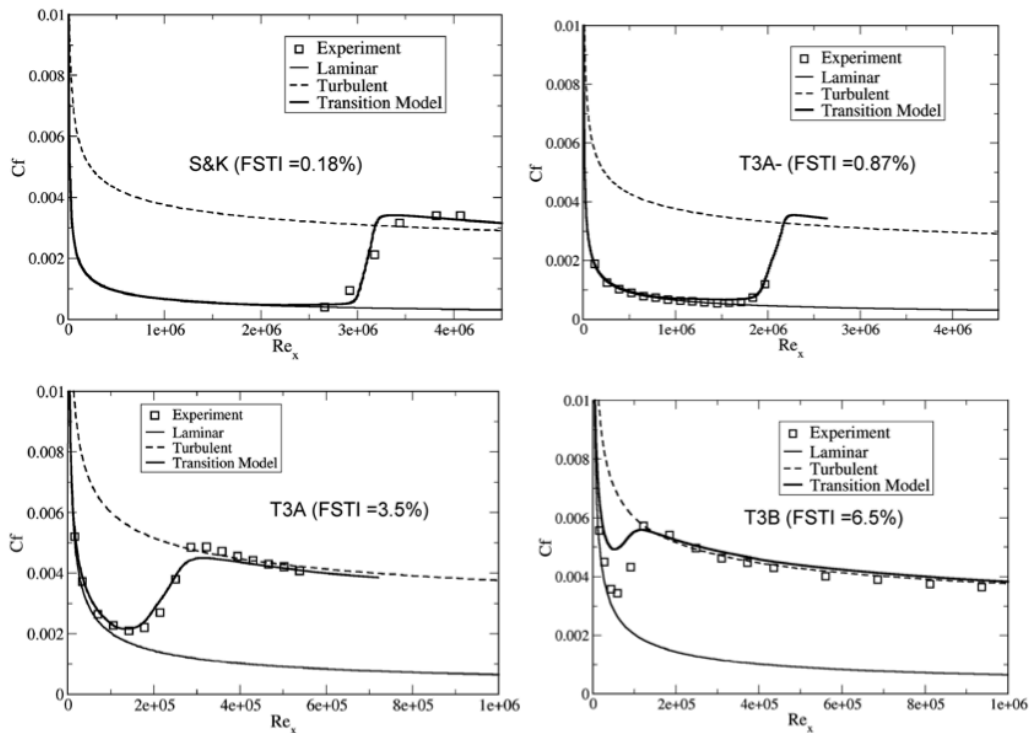 0.01
0.008
0.006
0.004
0.002
0
Cf
Experiment
Laminar
Turbulent
Transition Model
S&K (FSTI =0.18%)
0 1e+06 2e+06 3e+06 4e+06
Re_x
0.01
0.008
0.006
0.004
0.002
0
Cf
Experiment
Laminar
Turbulent
Transition Model
T3A- (FSTI =0.87%)
0 1e+06 2e+06 3e+06 4e+06
Re_x
0.01
0.008
0.006
0.004
0.002
0
Cf
Experiment
Laminar
Turbulent
Transition Model
T3A (FSTI =3.5%)
0 2e+05 4e+05 6e+05 8e+05 1e+06
Re_x
0.01
0.008
0.006
0.004
0.002
0
Cf
Experiment
Laminar
Turbulent
Transition Model
T3B (FSTI =6.5%)
0 2e+05 4e+05 6e+05 8e+05 1e+06
Re_x